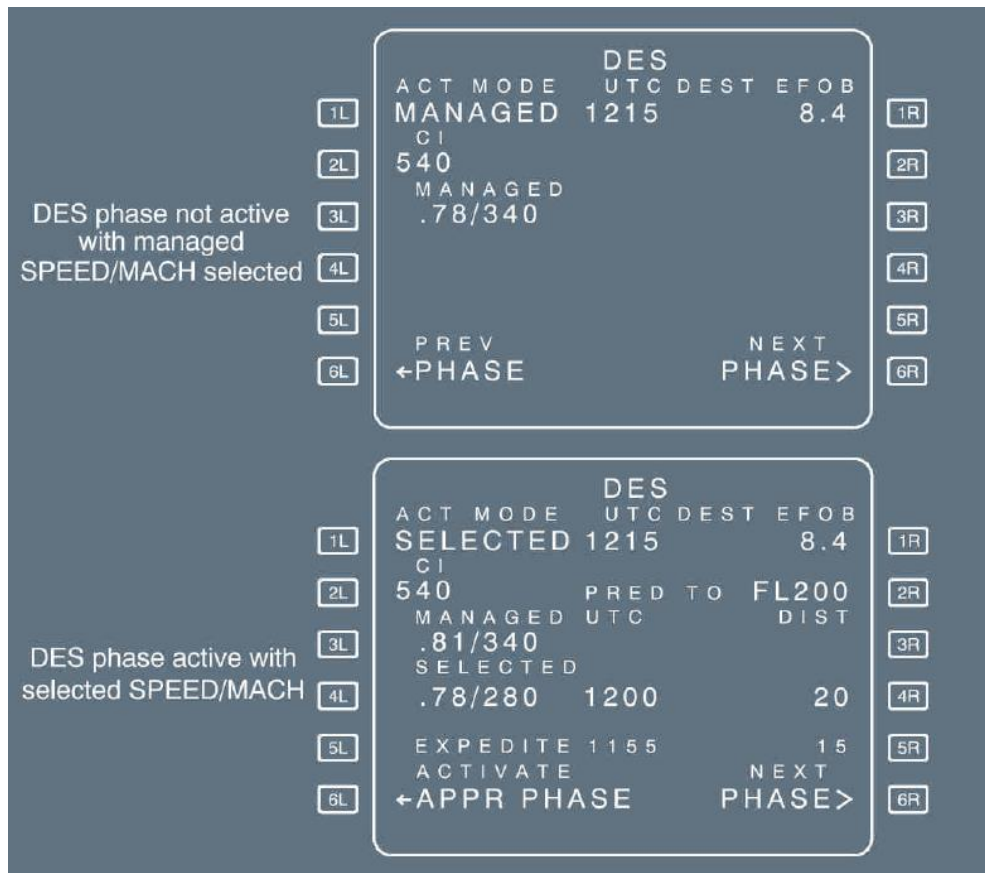 DES
ACT MODE UTC DEST EFOB
1L MANAGED 1215 8.4 1R
CI
2L 540 2R
MANAGED
3L .78/340 3R
4L 4R
5L 5R
PREV NEXT
6L ←PHASE PHASE> 6R
DES phase not active
with managed
SPEED/MACH selected
DES
ACT MODE UTC DEST EFOB
1L SELECTED 1215 8.4 1R
CI
2L 540 PRED TO FL200 2R
MANAGED UTC DIST
3L .81/340 3R
SELECTED
4L .78/280 1200 20 4R
5L EXPEDITE 1155 15 5R
ACTIVATE NEXT
6L ←APPR PHASE PHASE> 6R
DES phase active with
selected SPEED/MACH